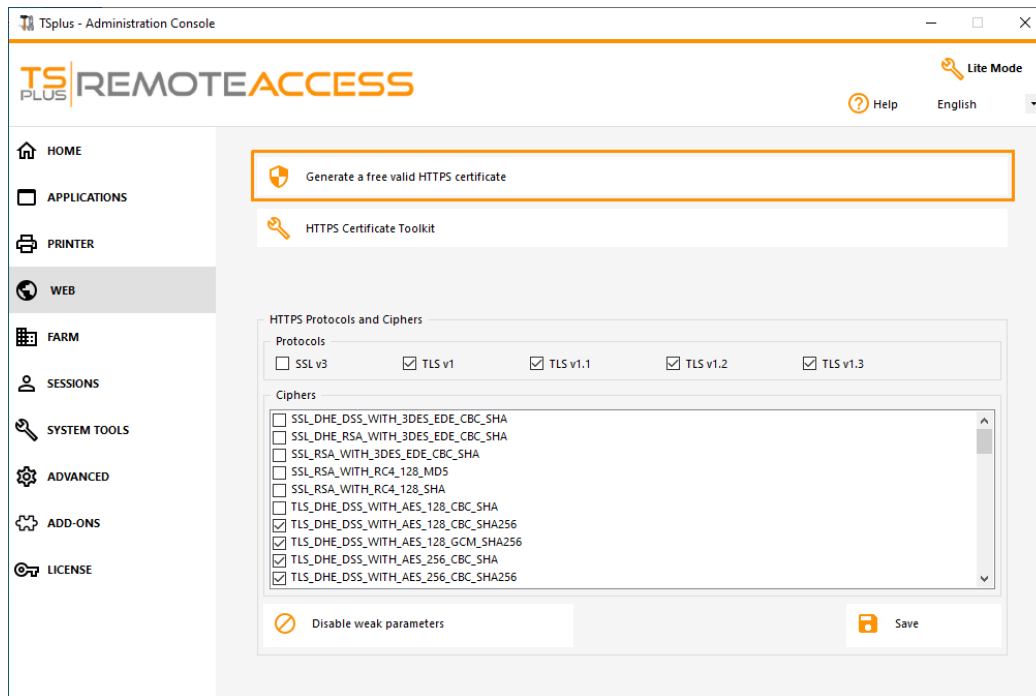 TSplus - Administration Console
TS PLUS REMOTEACCESS
Lite Mode
Help English
HOME
APPLICATIONS
PRINTER
WEB
FARM
SESSIONS
SYSTEM TOOLS
ADVANCED
ADD-ONS
LICENSE
Generate a free valid HTTPS certificate
HTTPS Certificate Toolkit
HTTPS Protocols and Ciphers
Protocols
SSL v3 TLS v1 TLS v1.1 TLS v1.2 TLS v1.3
Ciphers
SSL_DHE_DSS_WITH_3DES_EDE_CBC_SHA
SSL_DHE_RSA_WITH_3DES_EDE_CBC_SHA
SSL_RSA_WITH_3DES_EDE_CBC_SHA
SSL_RSA_WITH_RC4_128_MD5
SSL_RSA_WITH_RC4_128_SHA
TLS_DHE_DSS_WITH_AES_128_CBC_SHA
TLS_DHE_DSS_WITH_AES_128_CBC_SHA256
TLS_DHE_DSS_WITH_AES_128_GCM_SHA256
TLS_DHE_DSS_WITH_AES_256_CBC_SHA
TLS_DHE_DSS_WITH_AES_256_CBC_SHA256
Disable weak parameters
Save